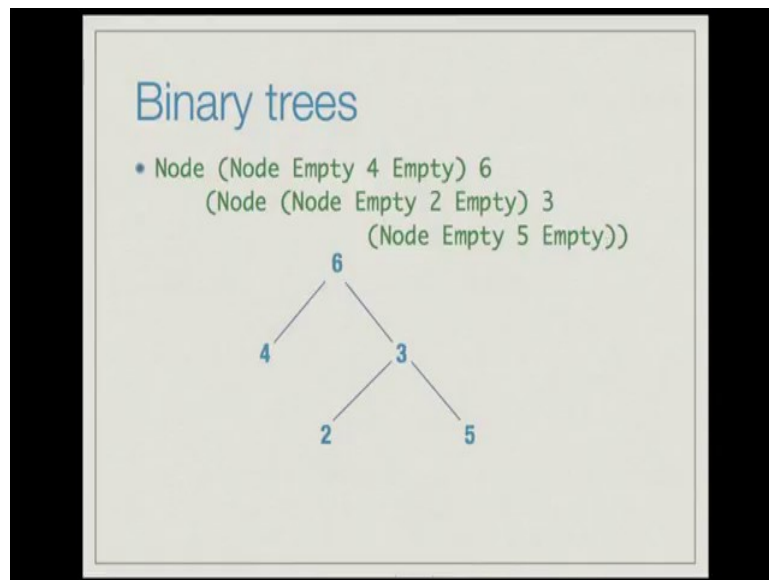 Binary trees
• Node (Node Empty 4 Empty) 6
(Node (Node Empty 2 Empty) 3
(Node Empty 5 Empty))
6
4 3
2 5